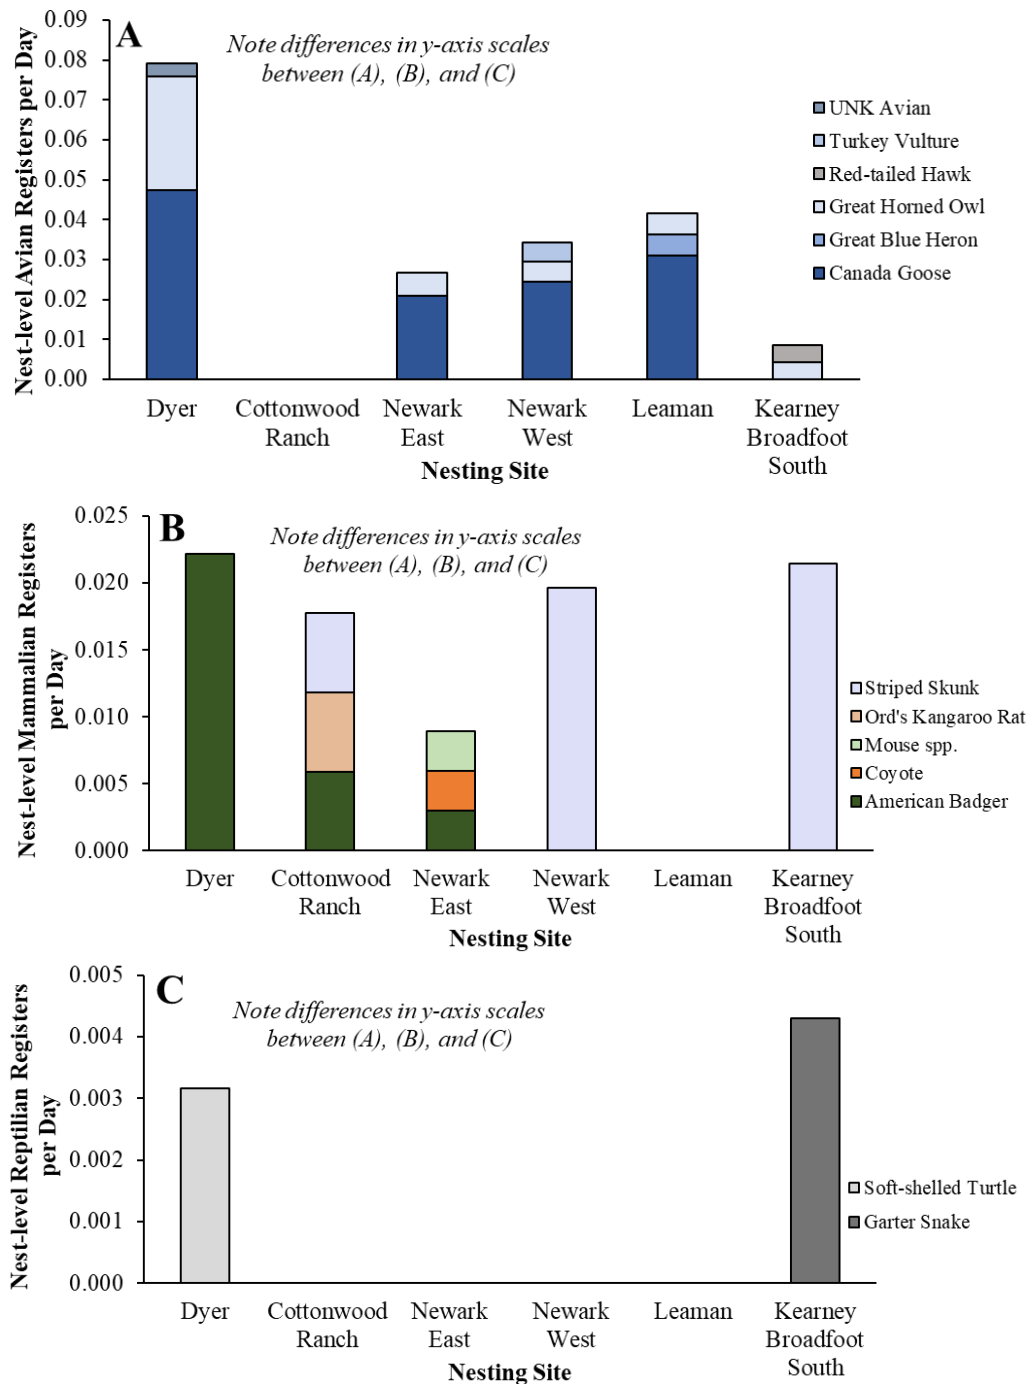 A
Note differences in y-axis scales
between (A), (B), and (C)
Nest-level Avian Registers per Day
0.09
0.08
0.07
0.06
0.05
0.04
0.03
0.02
0.01
0.00
UNK Avian
Turkey Vulture
Red-tailed Hawk
Great Horned Owl
Great Blue Heron
Canada Goose
Dyer
Cottonwood
Ranch
Newark
East
Newark
West
Leaman
Kearney
Broadfoot
South
Nesting Site
B
Note differences in y-axis scales
between (A), (B), and (C)
Nest-level Mammalian Registers
per Day
0.025
0.020
0.015
0.010
0.005
0.000
Striped Skunk
Ord's Kangaroo Rat
Mouse spp.
Coyote
American Badger
Dyer
Cottonwood
Ranch
Newark
East
Newark
West
Leaman
Kearney
Broadfoot
South
Nesting Site
C
Note differences in y-axis scales
between (A), (B), and (C)
Nest-level Reptilian Registers
per Day
0.005
0.004
0.003
0.002
0.001
0.000
Soft-shelled Turtle
Garter Snake
Dyer
Cottonwood
Ranch
Newark
East
Newark
West
Leaman
Kearney
Broadfoot
South
Nesting Site